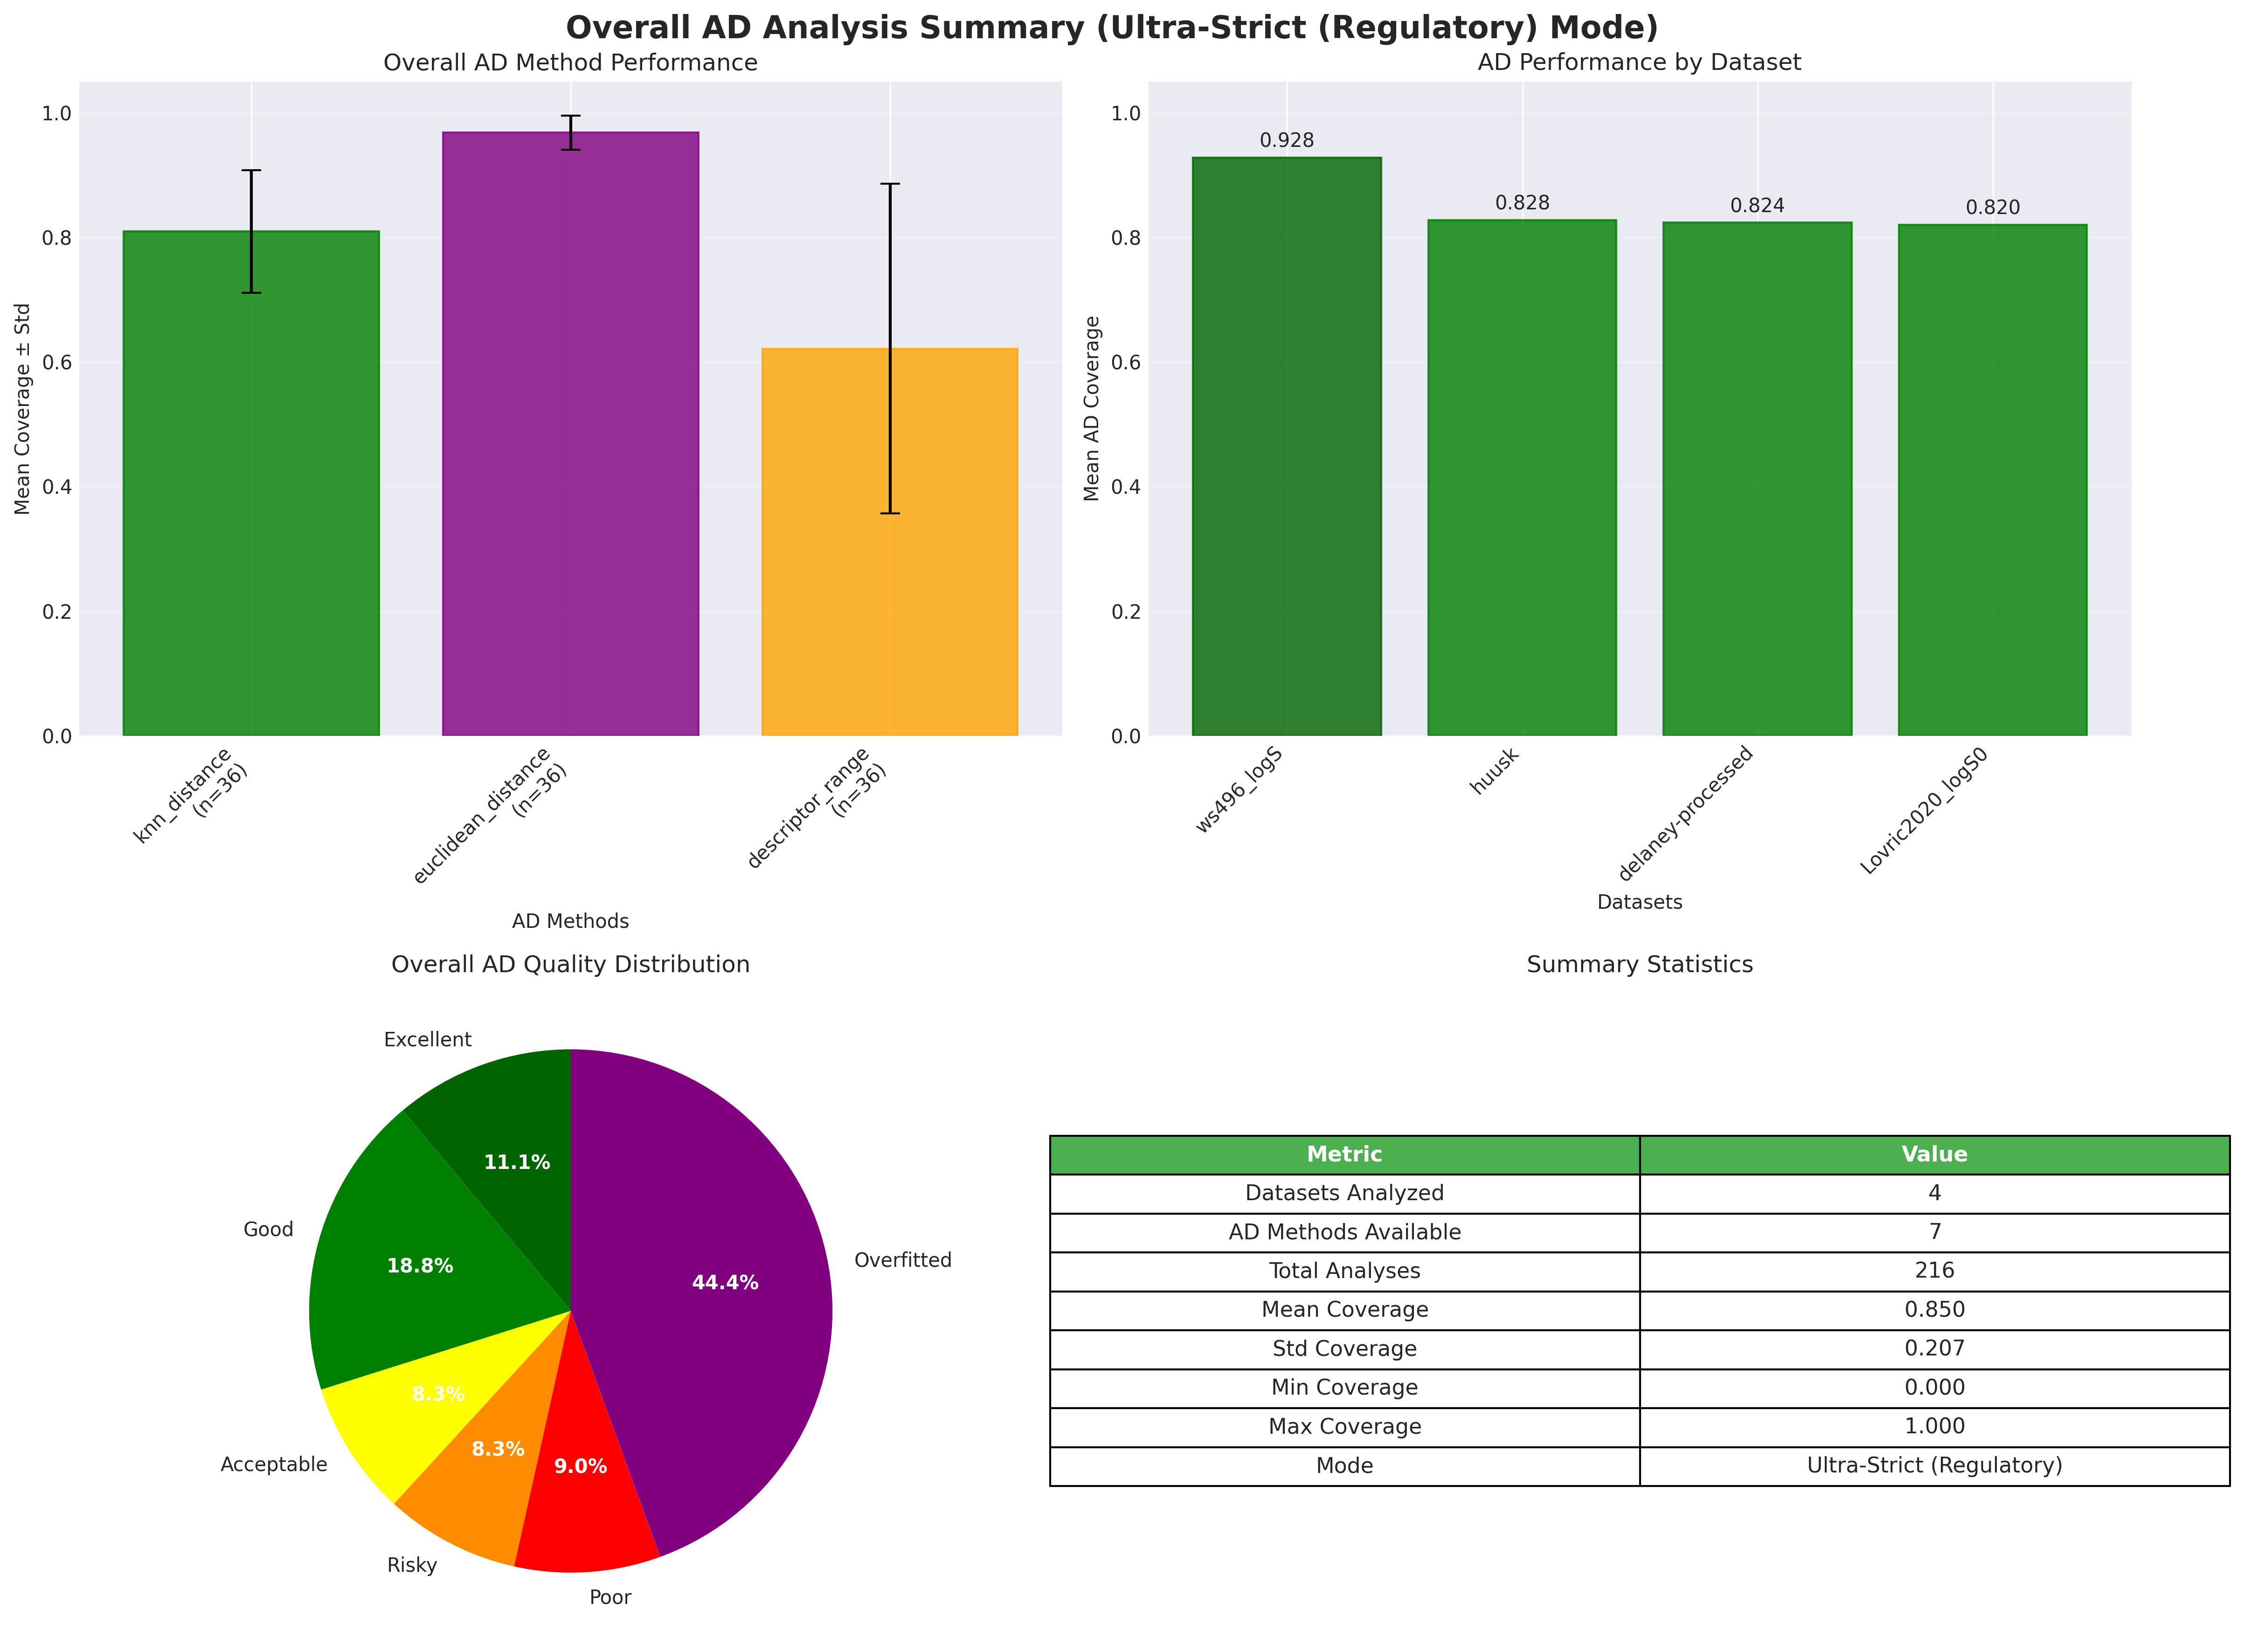 Overall AD Analysis Summary (Ultra-Strict (Regulatory) Mode)
Overall AD Method Performance
Mean Coverage ± Std
1.0
0.8
0.6
0.4
0.2
0.0
knn_distance
(n=36)
euclidean_distance
(n=36)
descriptor_range
(n=36)
AD Methods
AD Performance by Dataset
Mean AD Coverage
1.0
0.8
0.6
0.4
0.2
0.0
0.928
0.828
0.824
0.820
ws496_logS
huusk
delaney-processed
Lovric2020_logS0
Datasets
Overall AD Quality Distribution
Excellent
11.1%
Good
18.8%
Acceptable
8.3%
Risky
8.3%
Poor
9.0%
Overfitted
44.4%
Summary Statistics
Metric Value
Datasets Analyzed 4
AD Methods Available 7
Total Analyses 216
Mean Coverage 0.850
Std Coverage 0.207
Min Coverage 0.000
Max Coverage 1.000
Mode Ultra-Strict (Regulatory)